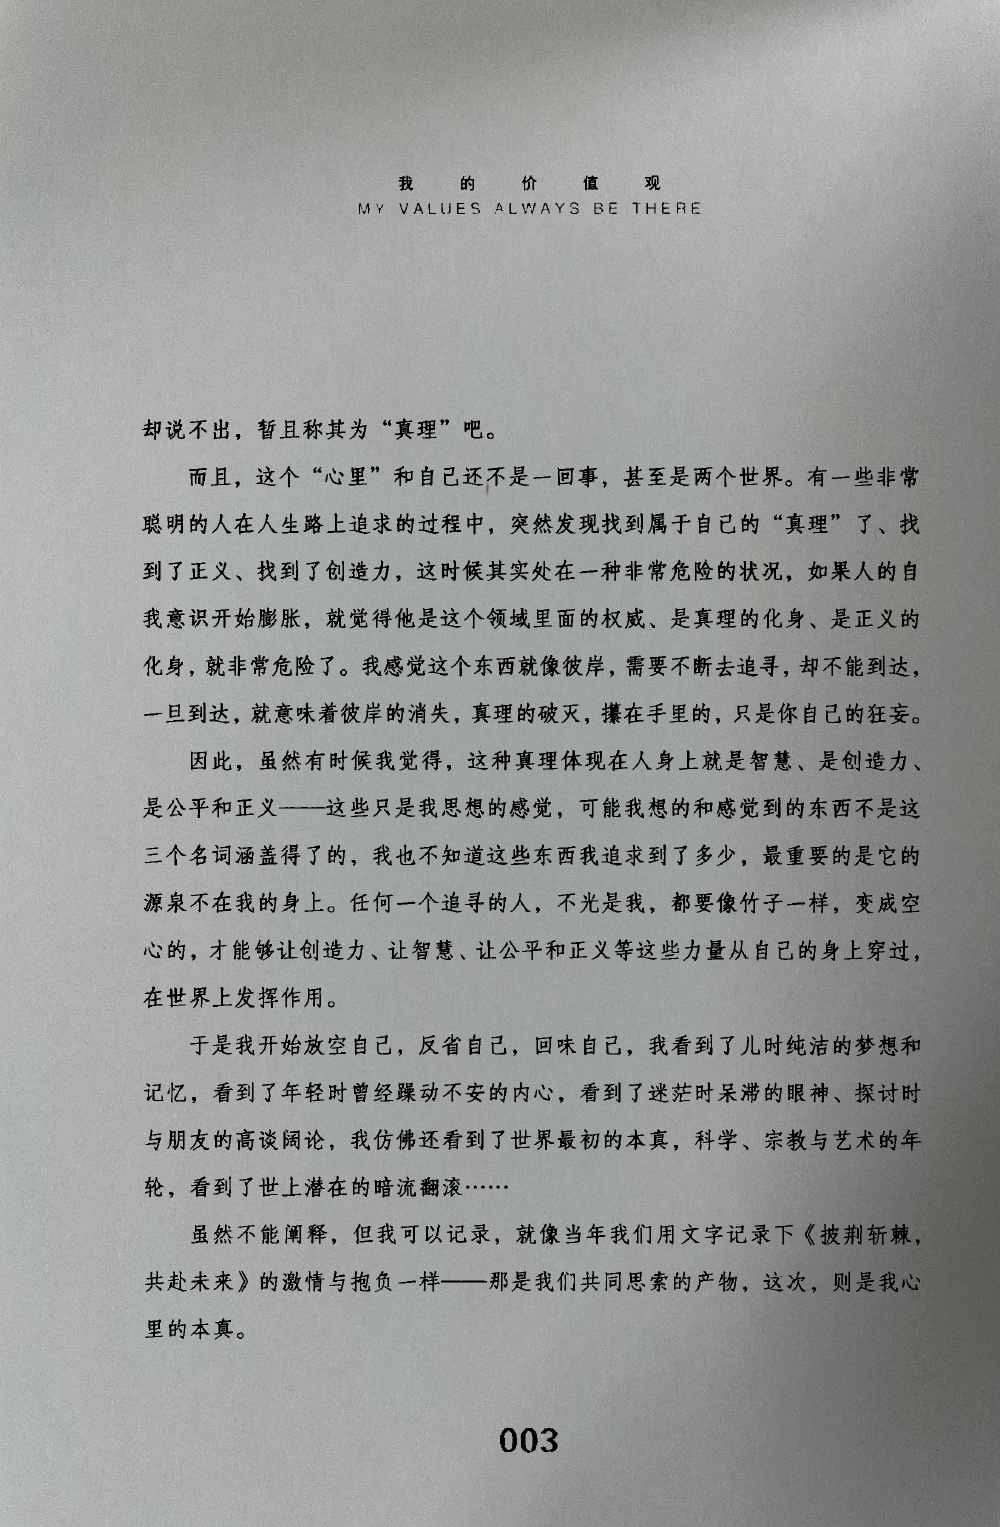 我的价值观
MY VALUES ALWAYS BE THERE
却说不出，暂且称其为“真理”吧。
而且，这个“心里”和自己还不是一回事，甚至是两个世界。有一些非常
聪明的人在人生路上追求的过程中，突然发现找到属于自己的“真理”了、找
到了正义、找到了创造力，这时候其实处在一种非常危险的状况，如果人的自
我意识开始膨胀，就觉得他是这个领域里面的权威、是真理的化身、是正义的
化身，就非常危险了。我感觉这个东西就像彼岸，需要不断去追寻，却不能到达，
一旦到达，就意味着彼岸的消失，真理的破灭，攥在手里的，只是你自己的狂妄。
因此，虽然有时候我觉得，这种真理体现在人身上就是智慧、是创造力、
是公平和正义——这些只是我思想的感觉，可能我想的和感觉到的东西不是这
三个名词涵盖得了的，我也不知道这些东西我追求到了多少，最重要的是它的
源泉不在我的身上。任何一个追寻的人，不光是我，都要像竹子一样，变成空
心的，才能够让创造力、让智慧、让公平和正义等这些力量从自己的身上穿过，
在世界上发挥作用。
于是我开始放空自己，反省自己，回味自己，我看到了儿时纯洁的梦想和
记忆，看到了年轻时曾经躁动不安的内心，看到了迷茫时呆滞的眼神、探讨时
与朋友的高谈阔论，我仿佛还看到了世界最初的本真，科学、宗教与艺术的年
轮，看到了世上潜在的暗流翻滚……
虽然不能阐释，但我可以记录，就像当年我们用文字记录下《披荆斩棘，
共赴未来》的激情与抱负一样——那是我们共同思索的产物，这次，则是我心
里的本真。
003